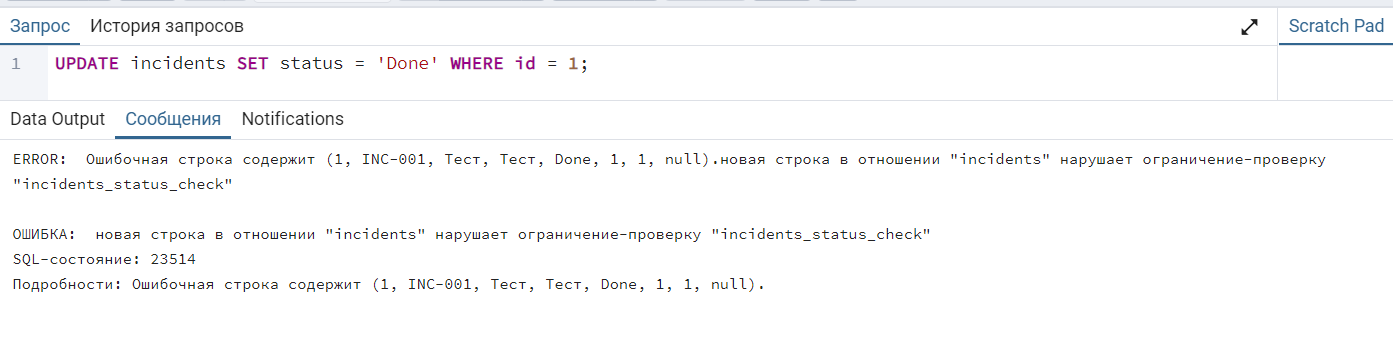 Запрос История запросов Scratch Pad
1 UPDATE incidents SET status = 'Done' WHERE id = 1;
Data Output Сообщения Notifications
ERROR: Ошибочная строка содержит (1, INC-001, Тест, Тест, Done, 1, 1, null).новая строка в отношении "incidents" нарушает ограничение-проверку
"incidents_status_check"
ОШИБКА: новая строка в отношении "incidents" нарушает ограничение-проверку "incidents_status_check"
SQL-состояние: 23514
Подробности: Ошибочная строка содержит (1, INC-001, Тест, Тест, Done, 1, 1, null).